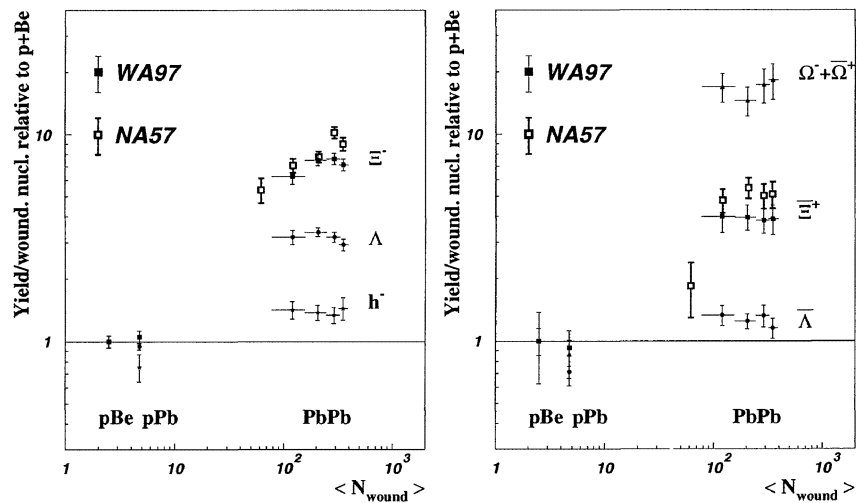 Yield/wound. nucl. relative to p+Be
10
1
WA97
NA57
Ξ⁻
Λ
h⁻
pBe pPb
PbPb
1
10
10²
10³
< N_wound >
Yield/wound. nucl. relative to p+Be
10
1
WA97
NA57
Ω⁻+Ω̅⁺
Ξ̅⁺
Λ̅
pBe pPb
PbPb
1
10
10²
10³
< N_wound >